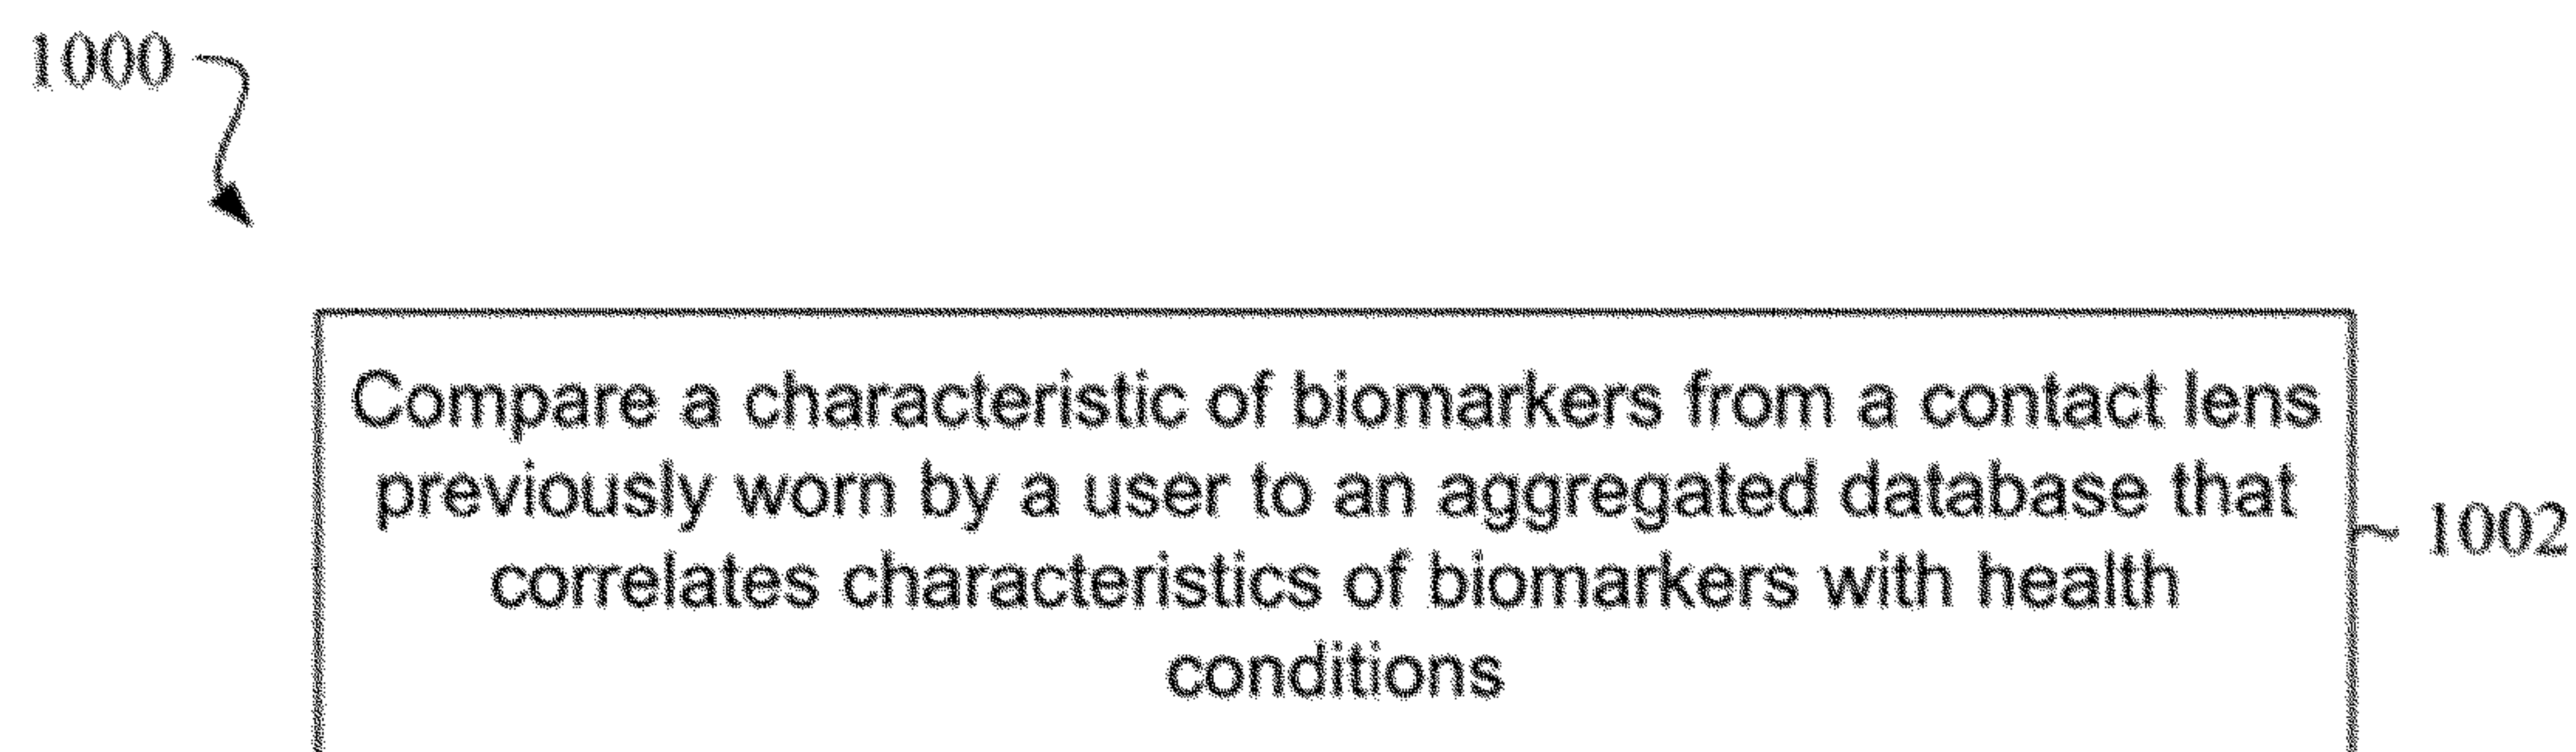 1000
Compare a characteristic of biomarkers from a contact lens
previously worn by a user to an aggregated database that
correlates characteristics of biomarkers with health
conditions
1002